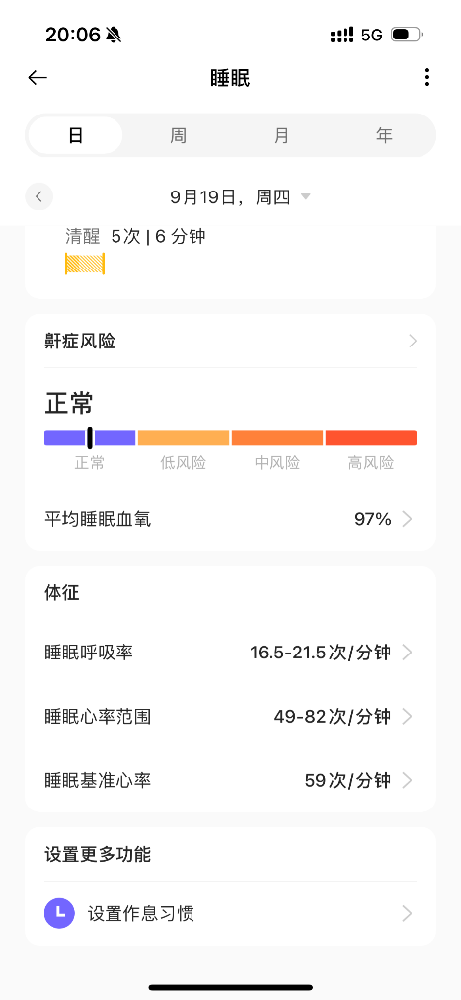 20:06 5G
睡眠
日 周 月 年
9月19日，周四
清醒 5次 | 6 分钟
鼾症风险
正常
正常 低风险 中风险 高风险
平均睡眠血氧 97%
体征
睡眠呼吸率 16.5-21.5次/分钟
睡眠心率范围 49-82次/分钟
睡眠基准心率 59次/分钟
设置更多功能
设置作息习惯